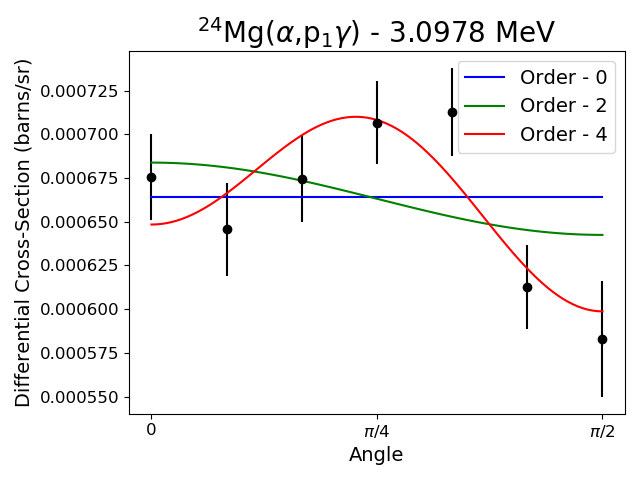 ²⁴Mg(α,p₁γ) - 3.0978 MeV
Differential Cross-Section (barns/sr)
0.000725
0.000700
0.000675
0.000650
0.000625
0.000600
0.000575
0.000550
Order - 0
Order - 2
Order - 4
0 π/4 π/2
Angle